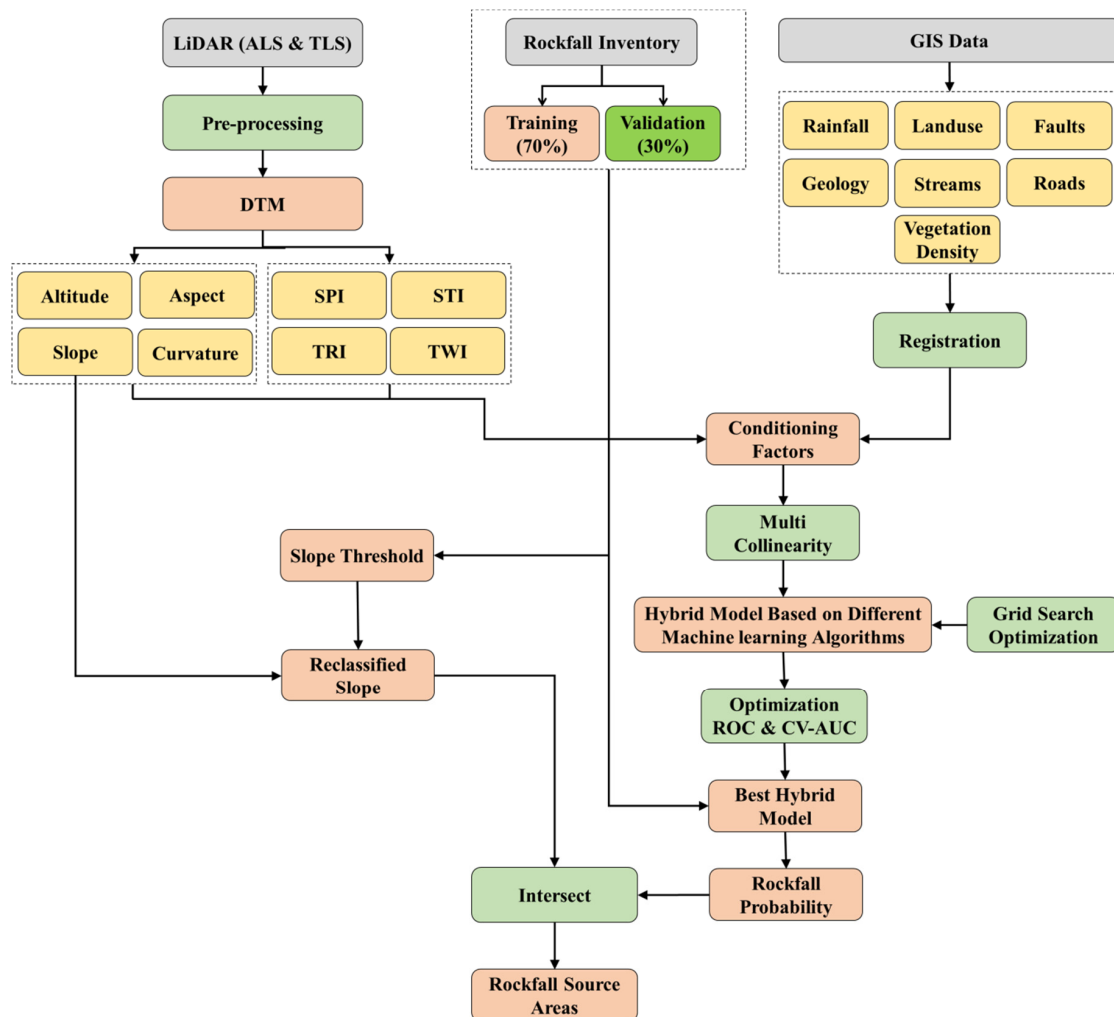 LiDAR (ALS & TLS)
Rockfall Inventory
GIS Data
Pre-processing
Training
(70%)
Validation
(30%)
Rainfall
Landuse
Faults
Geology
Streams
Roads
Vegetation
Density
DTM
Altitude
Aspect
Slope
Curvature
SPI
STI
TRI
TWI
Registration
Conditioning
Factors
Multi
Collinearity
Slope Threshold
Hybrid Model Based on Different
Machine learning Algorithms
Grid Search
Optimization
Reclassified
Slope
Optimization
ROC & CV-AUC
Best Hybrid
Model
Rockfall
Probability
Intersect
Rockfall Source
Areas